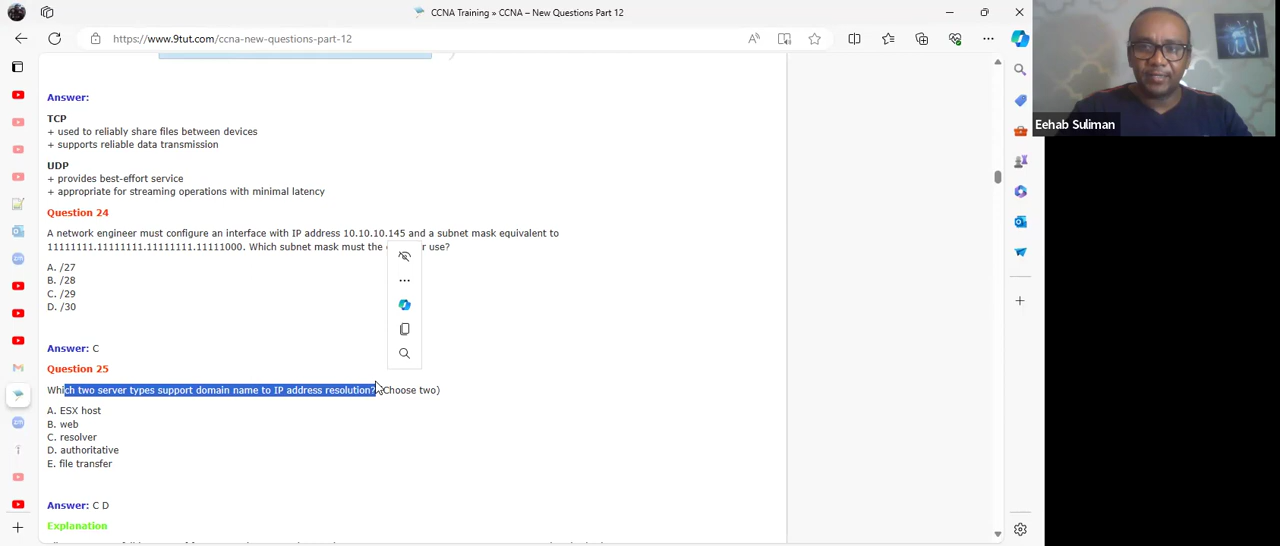 CCNA Training » CCNA – New Questions Part 12
https://www.9tut.com/ccna-new-questions-part-12
Eehab Suliman
Answer:
TCP
+ used to reliably share files between devices
+ supports reliable data transmission
UDP
+ provides best-effort service
+ appropriate for streaming operations with minimal latency
Question 24
A network engineer must configure an interface with IP address 10.10.10.145 and a subnet mask equivalent to
11111111.11111111.11111111.11111000. Which subnet mask must the use?
A. /27
B. /28
C. /29
D. /30
Answer: C
Question 25
Which two server types support domain name to IP address resolution? (Choose two)
A. ESX host
B. web
C. resolver
D. authoritative
E. file transfer
Answer: C D
Explanation